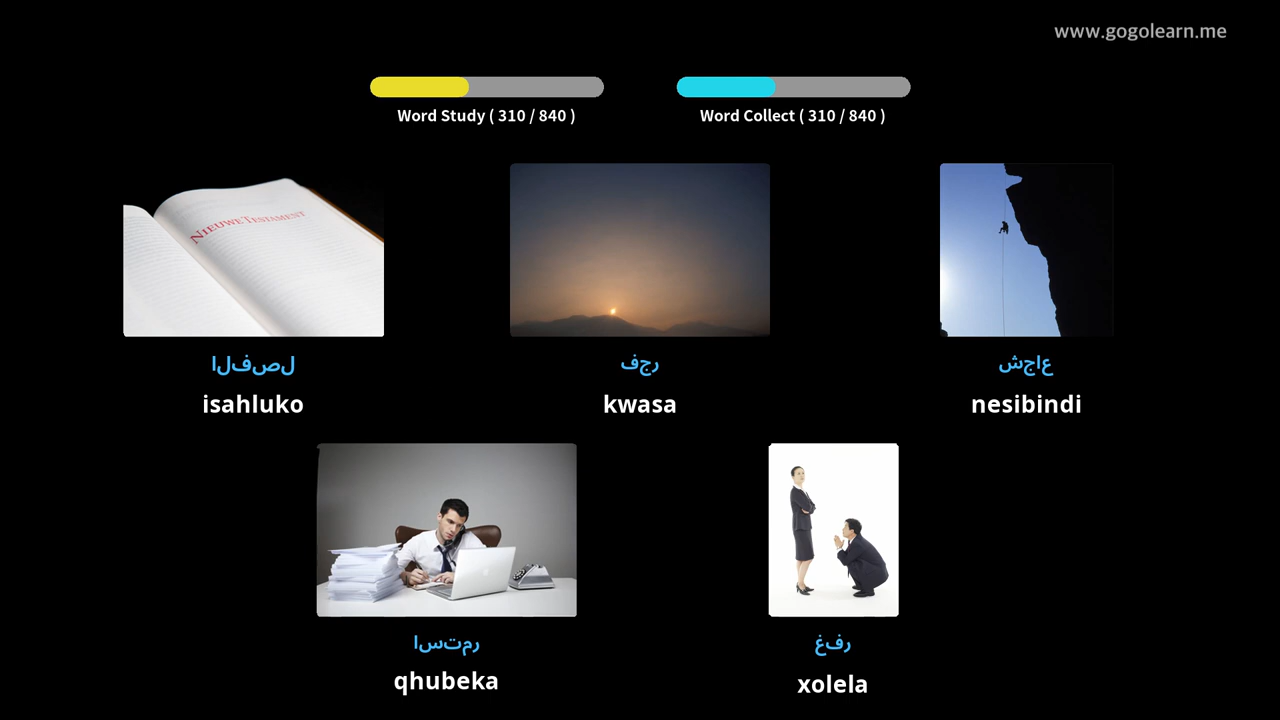 www.gogolearn.me
Word Study ( 310 / 840 )
Word Collect ( 310 / 840 )
NIEUWE TESTAMENT
الفصل
فجر
شجاع
isahluko
kwasa
nesibindi
استمر
غفر
qhubeka
xolela